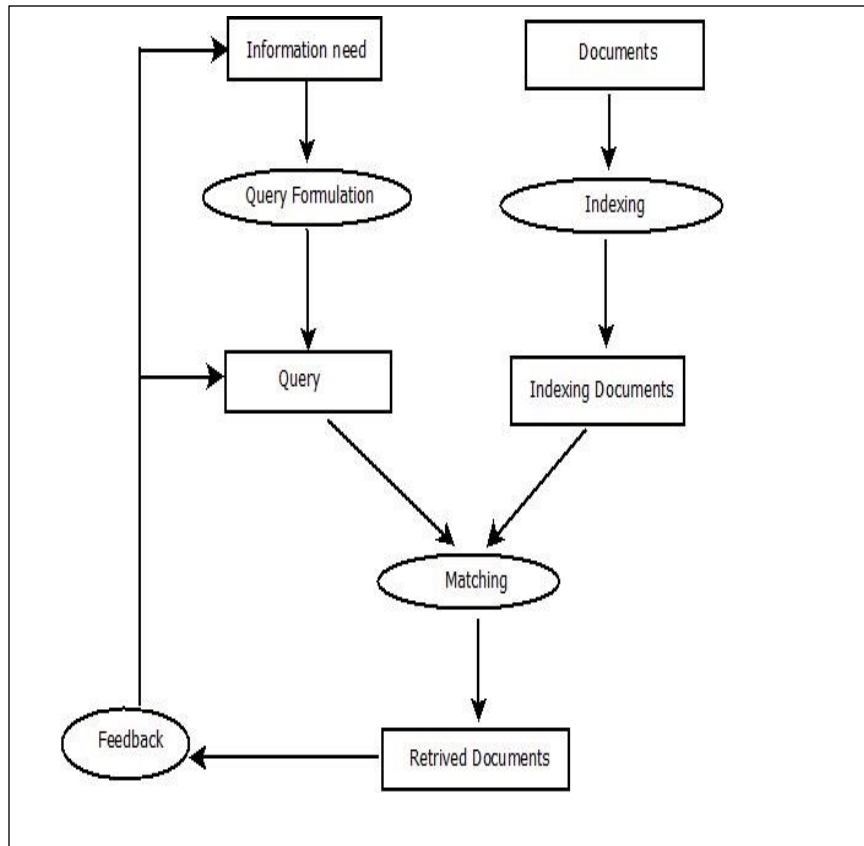 Information need
Documents
Query Formulation
Indexing
Query
Indexing Documents
Matching
Feedback
Retrived Documents